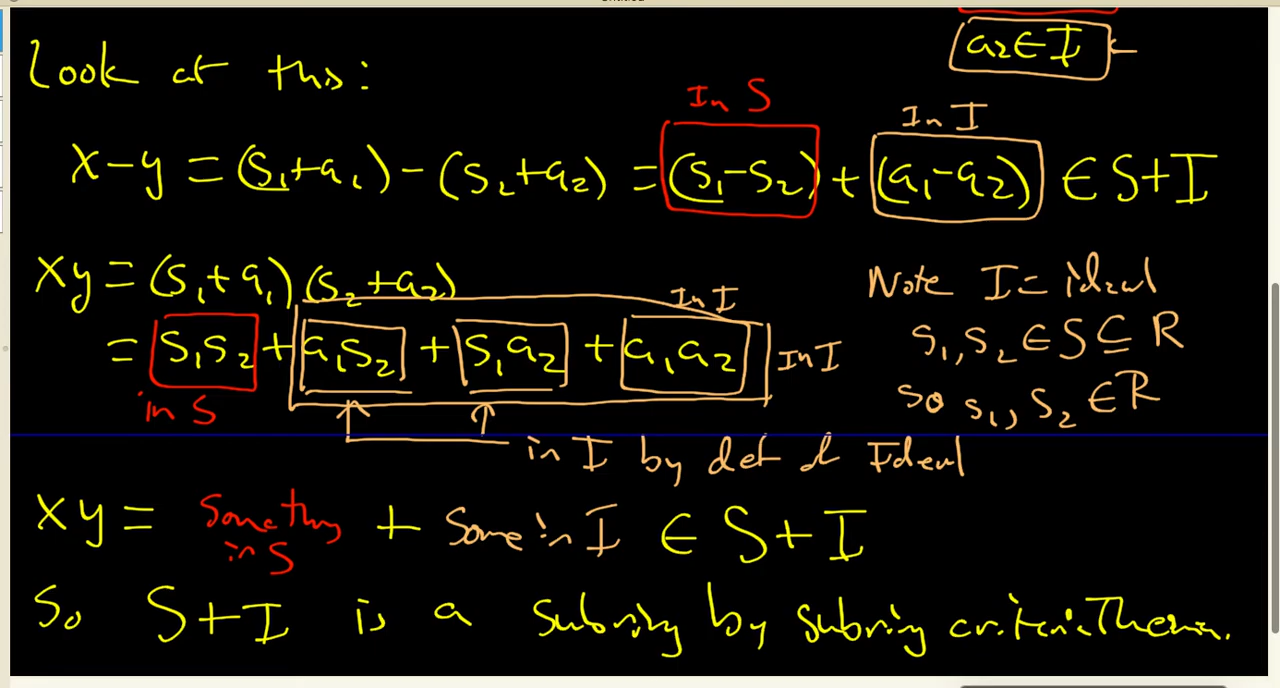 a₂ ∈ I
Look at this:
In S
In I
x-y = (s₁+a₁) - (s₂+a₂) = (s₁-s₂) + (a₁-a₂) ∈ S+I
xy = (s₁+a₁)(s₂+a₂)
In I
= s₁s₂ + a₁s₂ + s₁a₂ + a₁a₂ In I
in S
Note I = ideal
s₁,s₂ ∈ S ⊆ R
so s₁, s₂ ∈ R
in I by def of Ideal
xy = Something in S + Some in I ∈ S+I
So S+I is a subring by subring criteria Theorem.